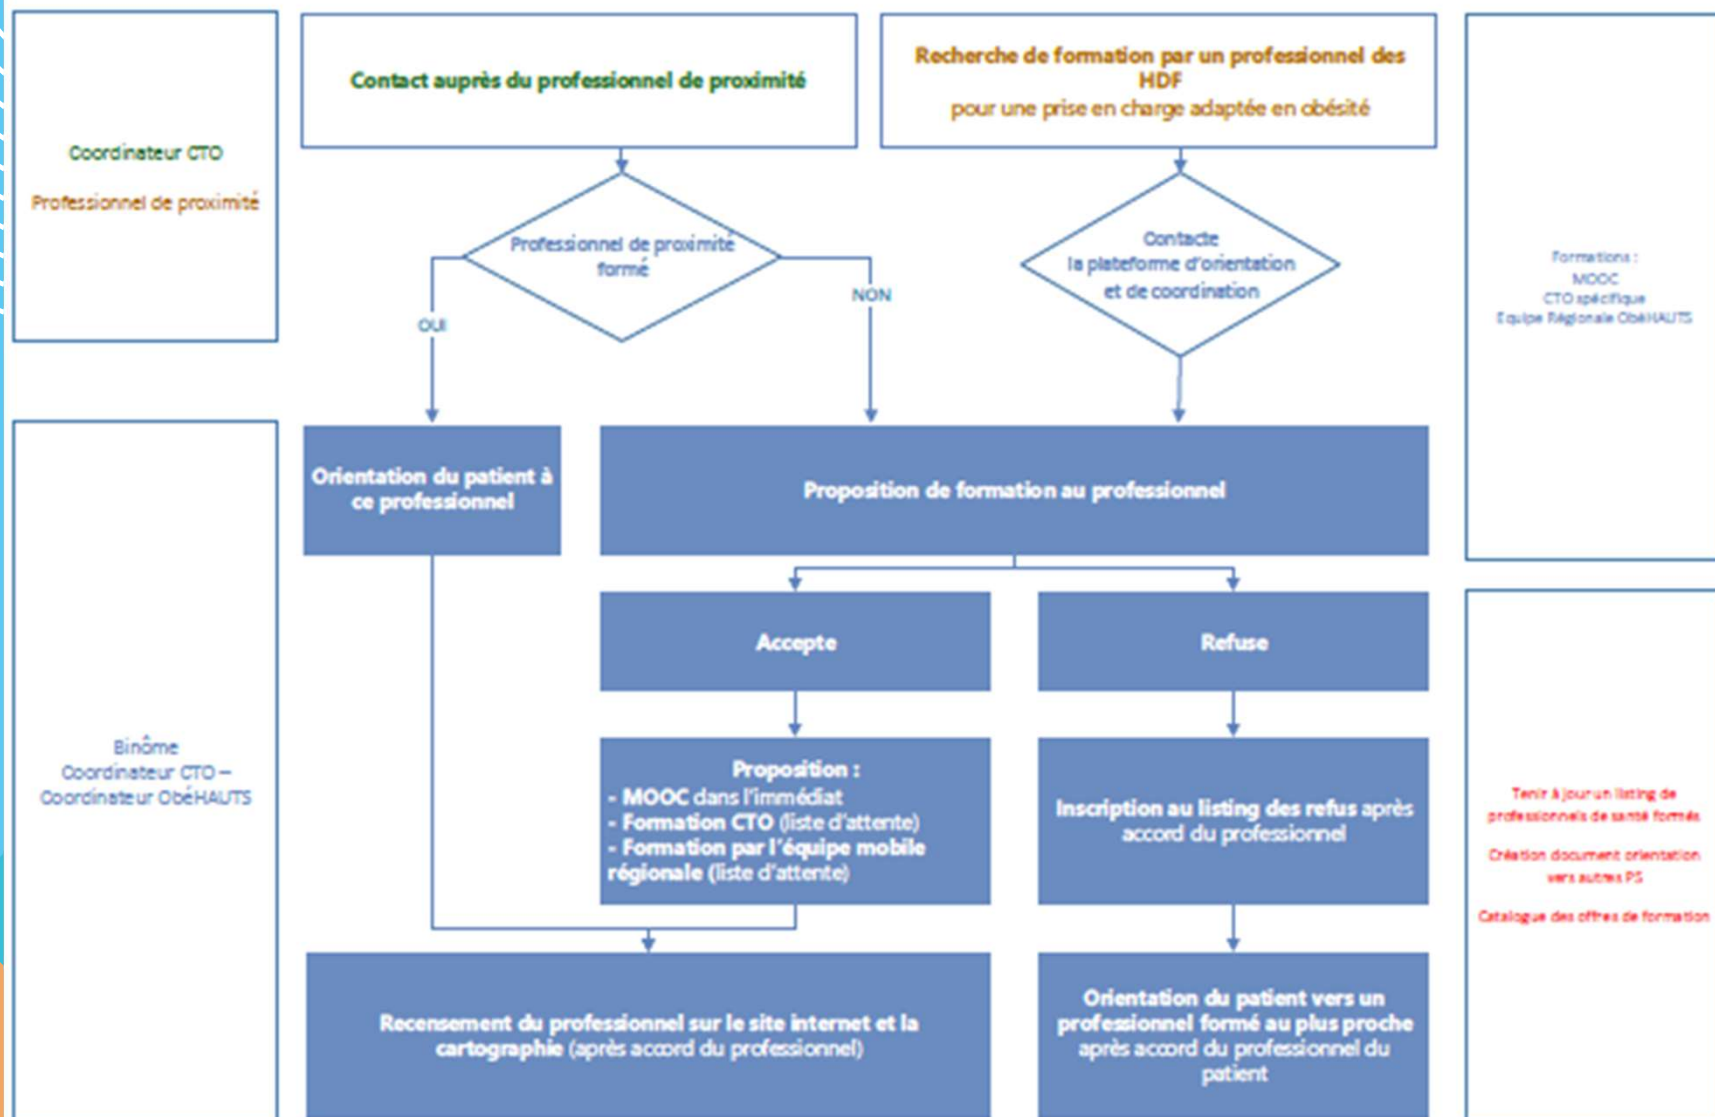 Coordinateur CTO
Professionnel de proximité
Contact auprès du professionnel de proximité
Recherche de formation par un professionnel des
HDF
pour une prise en charge adaptée en obésité
Formations :
MOOC
CTO spécifique
Equipe Régionale ObéHAUTS
Professionnel de proximité
formé
Contacte
la plateforme d'orientation
et de coordination
OUI
NON
Orientation du patient à
ce professionnel
Proposition de formation au professionnel
Accepte
Refuse
Binôme
Coordinateur CTO –
Coordinateur ObéHAUTS
Proposition :
- MOOC dans l'immédiat
- Formation CTO (liste d'attente)
- Formation par l'équipe mobile
régionale (liste d'attente)
Inscription au listing des refus après
accord du professionnel
Tenir à jour un listing de
professionnels de santé formés
Création document orientation
vers autres PS
Catalogue des offres de formation
Recensement du professionnel sur le site internet et la
cartographie (après accord du professionnel)
Orientation du patient vers un
professionnel formé au plus proche
après accord du professionnel du
patient